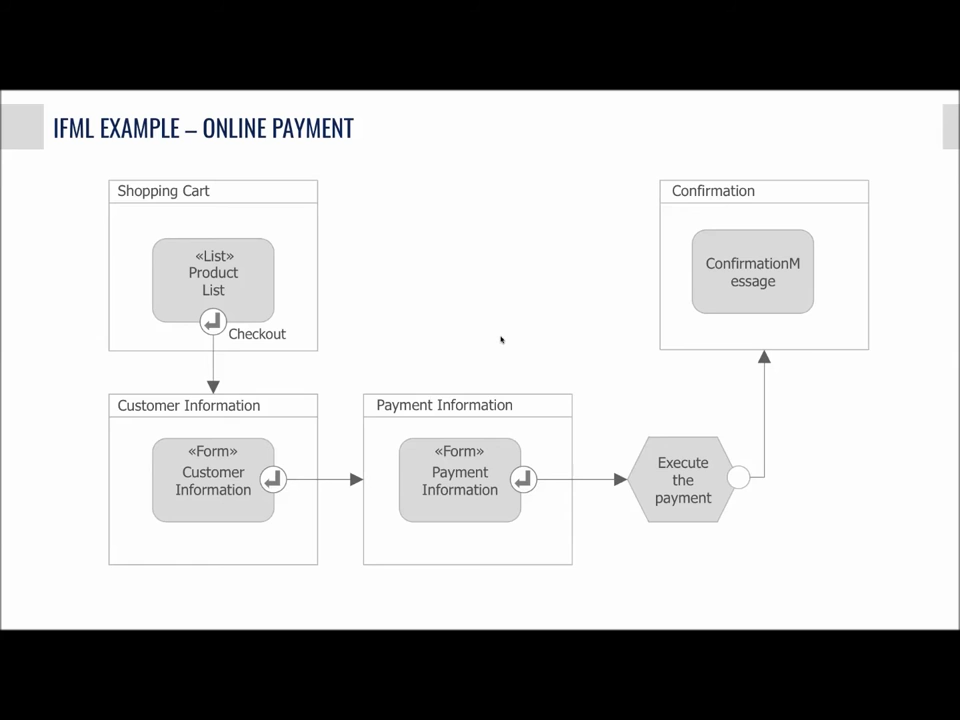 IFML EXAMPLE – ONLINE PAYMENT
Shopping Cart
«List»
Product
List
Checkout
Confirmation
ConfirmationM
essage
Customer Information
«Form»
Customer
Information
Payment Information
«Form»
Payment
Information
Execute
the
payment